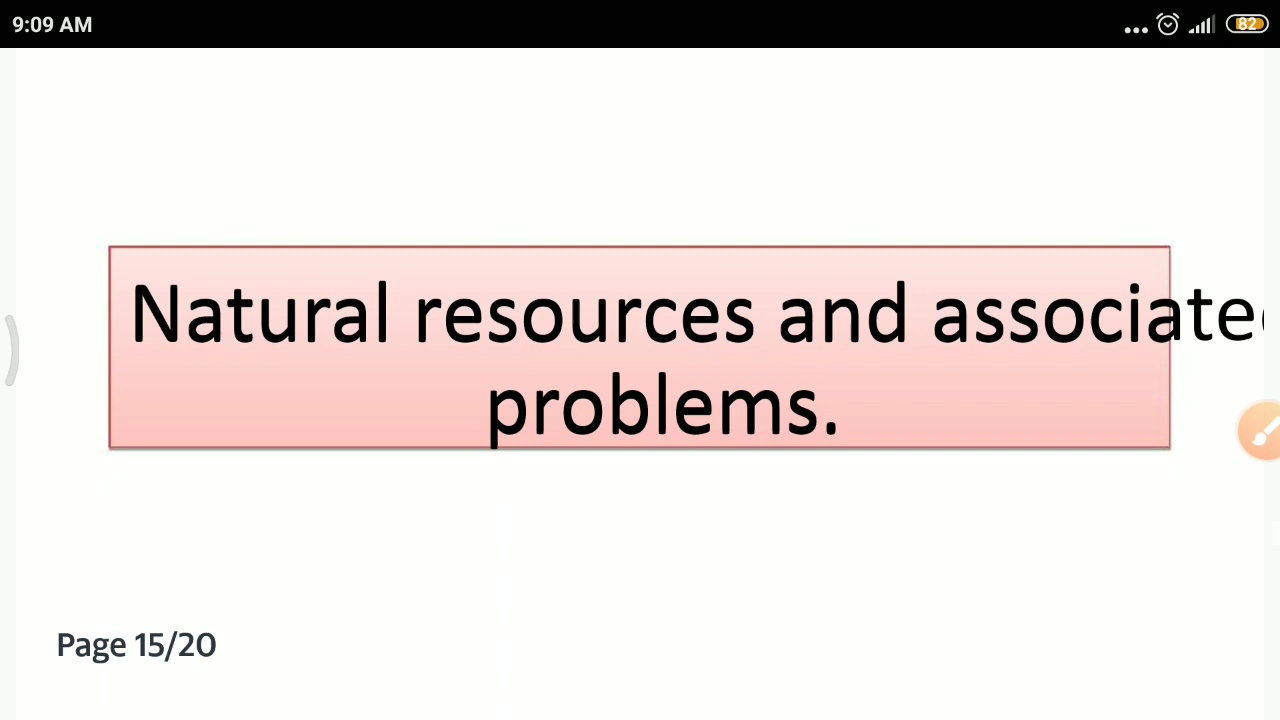 9:09 AM
82
Natural resources and associate
problems.
Page 15/20